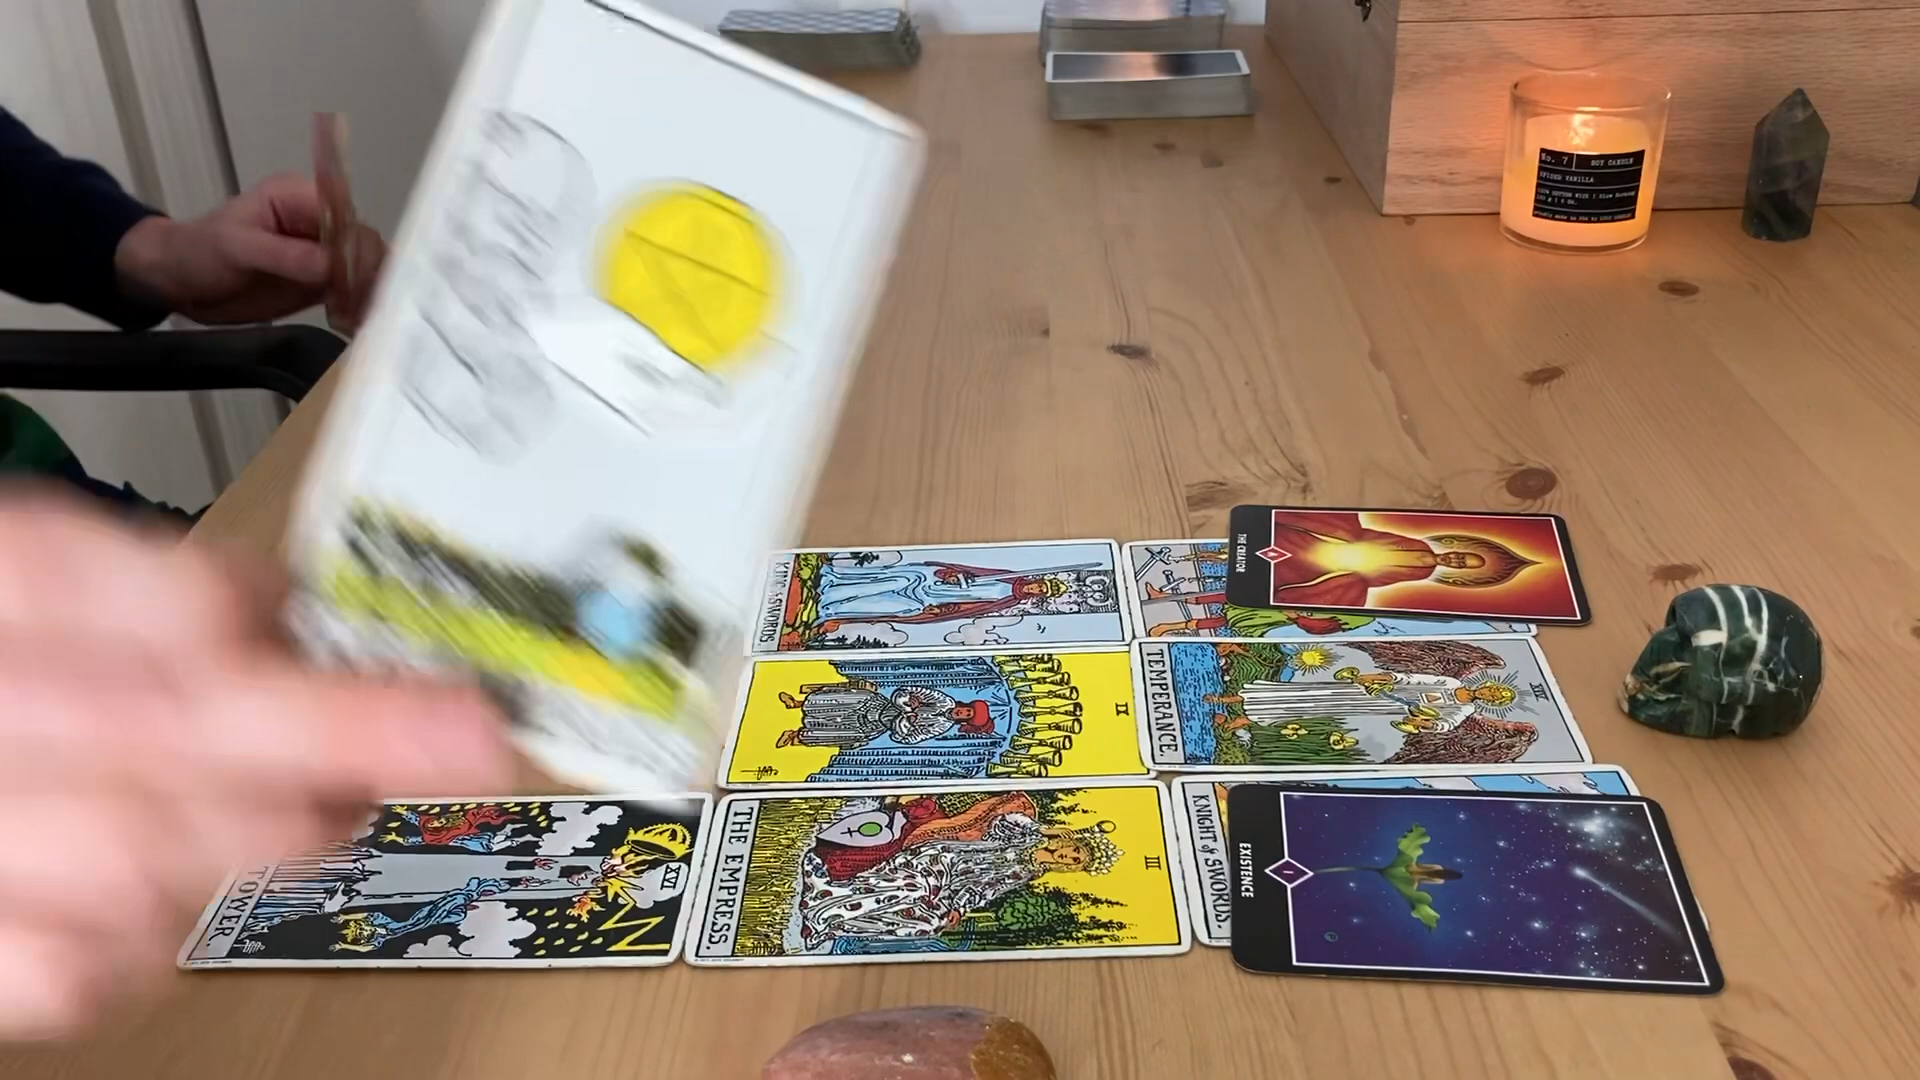 No. 7 SOY CANDLE
SPICED VANILLA
KING of SWORDS.
THE CREATOR
IX
TEMPERANCE.
XIV
TOWER.
XVI
THE EMPRESS.
III
KNIGHT of SWORDS.
EXISTENCE